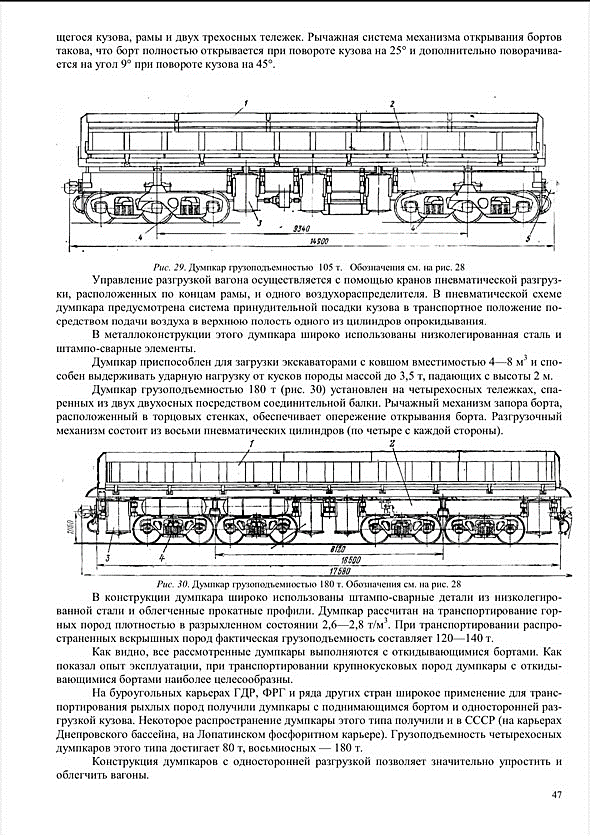 щегося кузова, рамы и двух трехосных тележек. Рычажная система механизма открывания бортов
такова, что борт полностью открывается при повороте кузова на 25° и дополнительно поворачива-
ется на угол 9° при повороте кузова на 45°.
1
2
3
4
4
5
9340
14900
Рис. 29. Думпкар грузоподъемностью 105 т. Обозначения см. на рис. 28
Управление разгрузкой вагона осуществляется с помощью кранов пневматической разгруз-
ки, расположенных по концам рамы, и одного воздухораспределителя. В пневматической схеме
думпкара предусмотрена система принудительной посадки кузова в транспортное положение по-
средством подачи воздуха в верхнюю полость одного из цилиндров опрокидывания.
В металлоконструкции этого думпкара широко использованы низколегированная сталь и
штампо-сварные элементы.
Думпкар приспособлен для загрузки экскаваторами с ковшом вместимостью 4—8 м³ и спо-
собен выдерживать ударную нагрузку от кусков породы массой до 3,5 т, падающих с высоты 2 м.
Думпкар грузоподъемностью 180 т (рис. 30) установлен на четырехосных тележках, спа-
ренных из двух двухосных посредством соединительной балки. Рычажный механизм запора борта,
расположенный в торцовых стенках, обеспечивает опережение открывания борта. Разгрузочный
механизм состоит из восьми пневматических цилиндров (по четыре с каждой стороны).
1
2
3
4
8180
16500
17580
Рис. 30. Думпкар грузоподъемностью 180 т. Обозначения см. на рис. 28
В конструкции думпкара широко использованы штампо-сварные детали из низколегиро-
ванной стали и облегченные прокатные профили. Думпкар рассчитан на транспортирование гор-
ных пород плотностью в разрыхленном состоянии 2,6—2,8 т/м³. При транспортировании распро-
страненных вскрышных пород фактическая грузоподъемность составляет 120—140 т.
Как видно, все рассмотренные думпкары выполняются с откидывающимися бортами. Как
показал опыт эксплуатации, при транспортировании крупнокусковых пород думпкары с откиды-
вающимися бортами наиболее целесообразны.
На буроугольных карьерах ГДР, ФРГ и ряда других стран широкое применение для транс-
портирования рыхлых пород получили думпкары с поднимающимся бортом и односторонней раз-
грузкой кузова. Некоторое распространение думпкары этого типа получили и в СССР (на карьерах
Днепровского бассейна, на Лопатинском фосфоритном карьере). Грузоподъемность четырехосных
думпкаров этого типа достигает 80 т, восьмиосных — 180 т.
Конструкция думпкаров с односторонней разгрузкой позволяет значительно упростить и
облегчить вагоны.
47